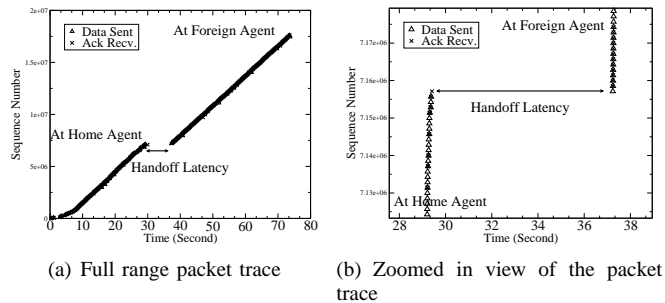 2e+07
1.5e+07
1e+07
5e+06
0
Sequence Number
Data Sent
Ack Recv.
At Foreign Agent
At Home Agent
Handoff Latency
0 10 20 30 40 50 60 70 80
Time (Second)
(a) Full range packet trace
7.17e+06
7.16e+06
7.15e+06
7.14e+06
7.13e+06
Sequence Number
Data Sent
Ack Recv.
At Foreign Agent
Handoff Latency
At Home Agent
28 30 32 34 36 38
Time (Second)
(b) Zoomed in view of the packet
trace